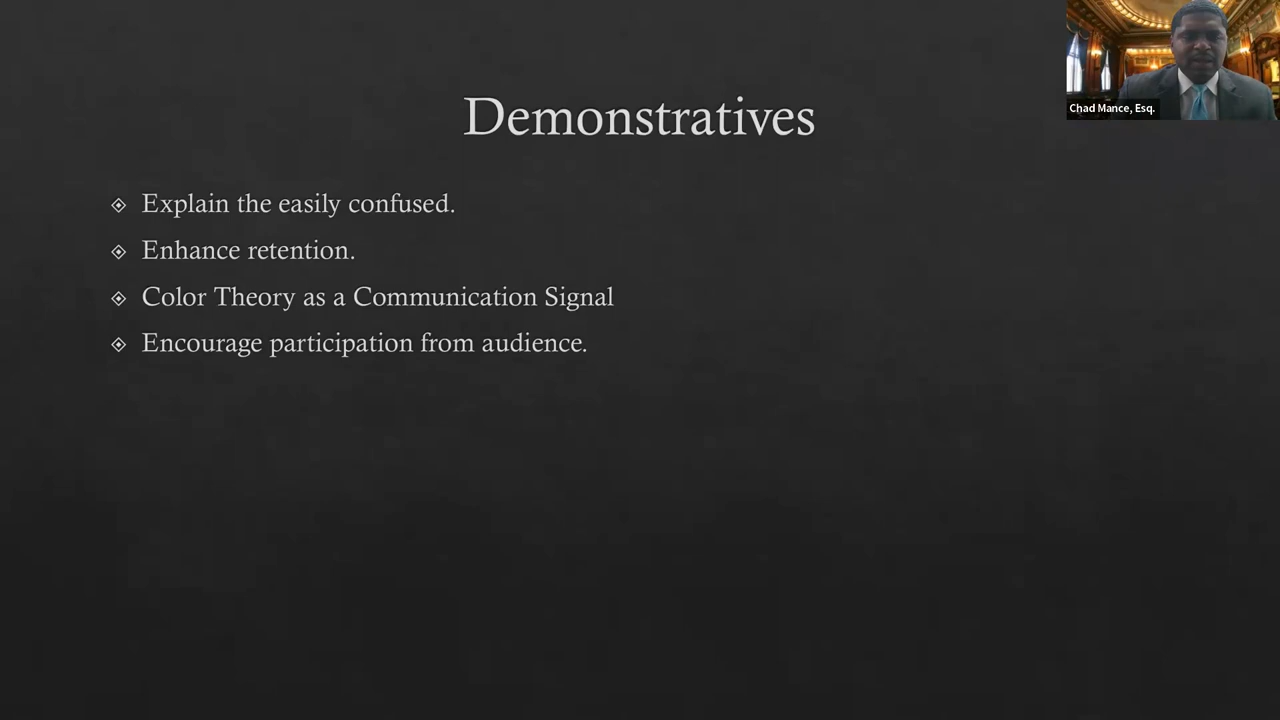 Demonstratives
Explain the easily confused.
Enhance retention.
Color Theory as a Communication Signal
Encourage participation from audience.
Chad Mance, Esq.